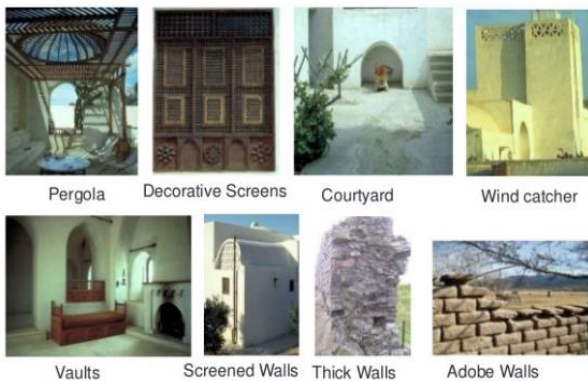 Pergola
Decorative Screens
Courtyard
Wind catcher
Vaults
Screened Walls
Thick Walls
Adobe Walls